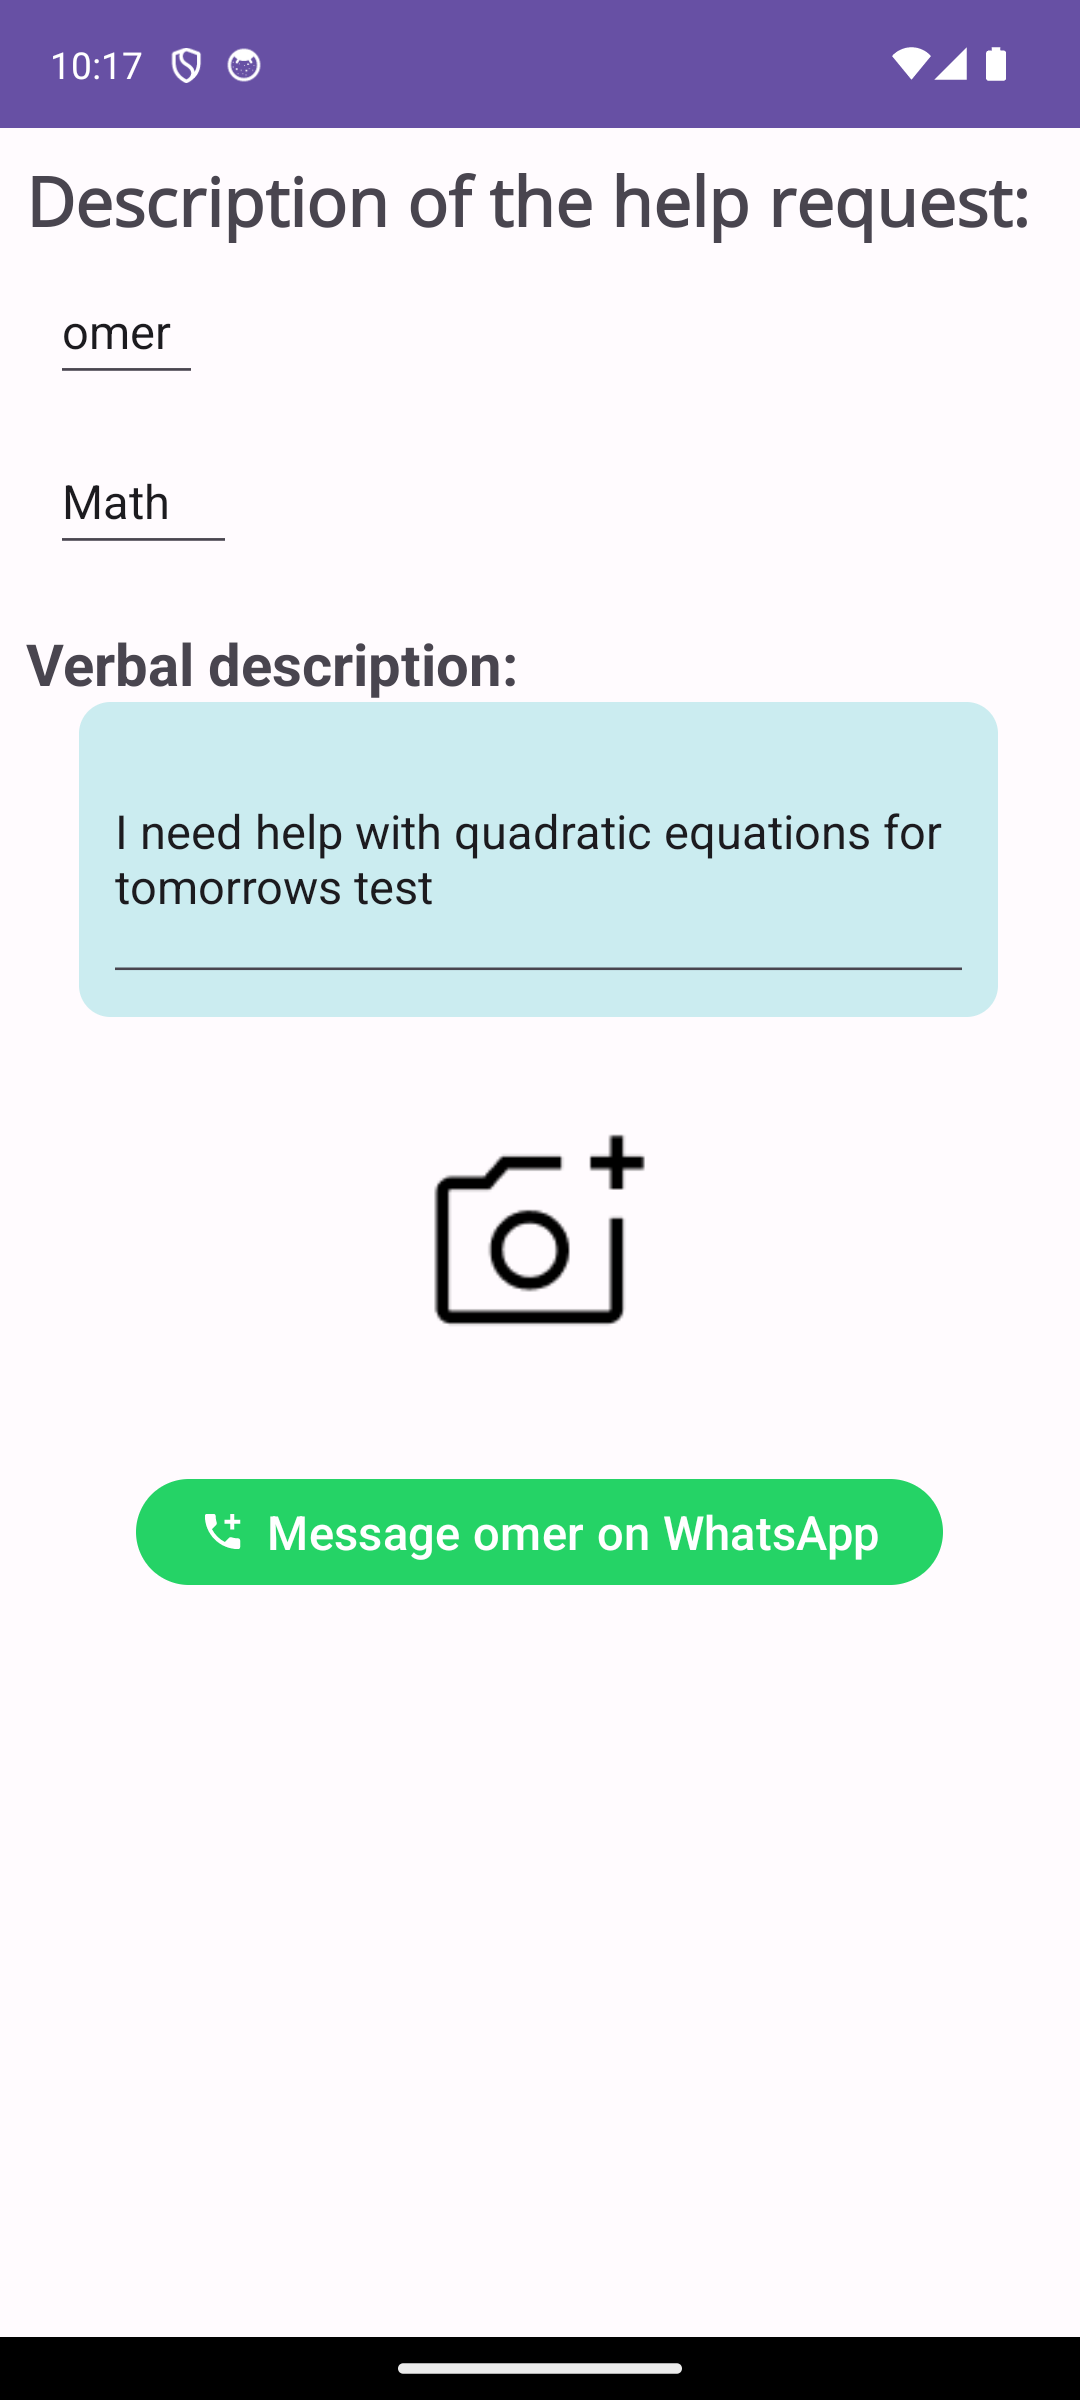 10:17
Description of the help request:
omer
Math
Verbal description:
I need help with quadratic equations for
tomorrows test
Message omer on WhatsApp